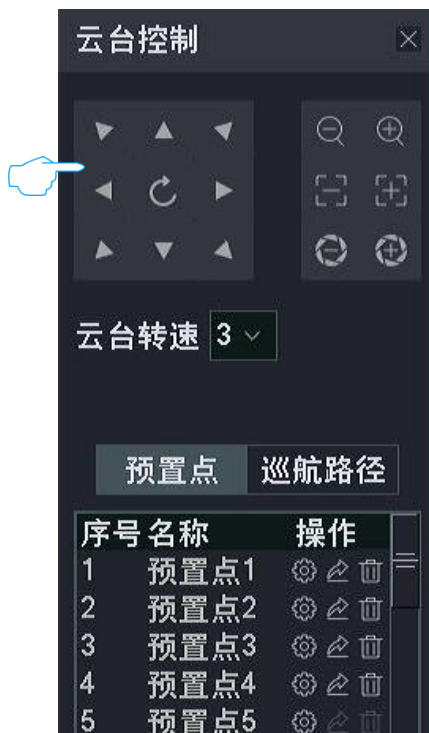 云台控制
云台转速 3
预置点 巡航路径
序号 名称 操作
1 预置点1
2 预置点2
3 预置点3
4 预置点4
5 预置点5